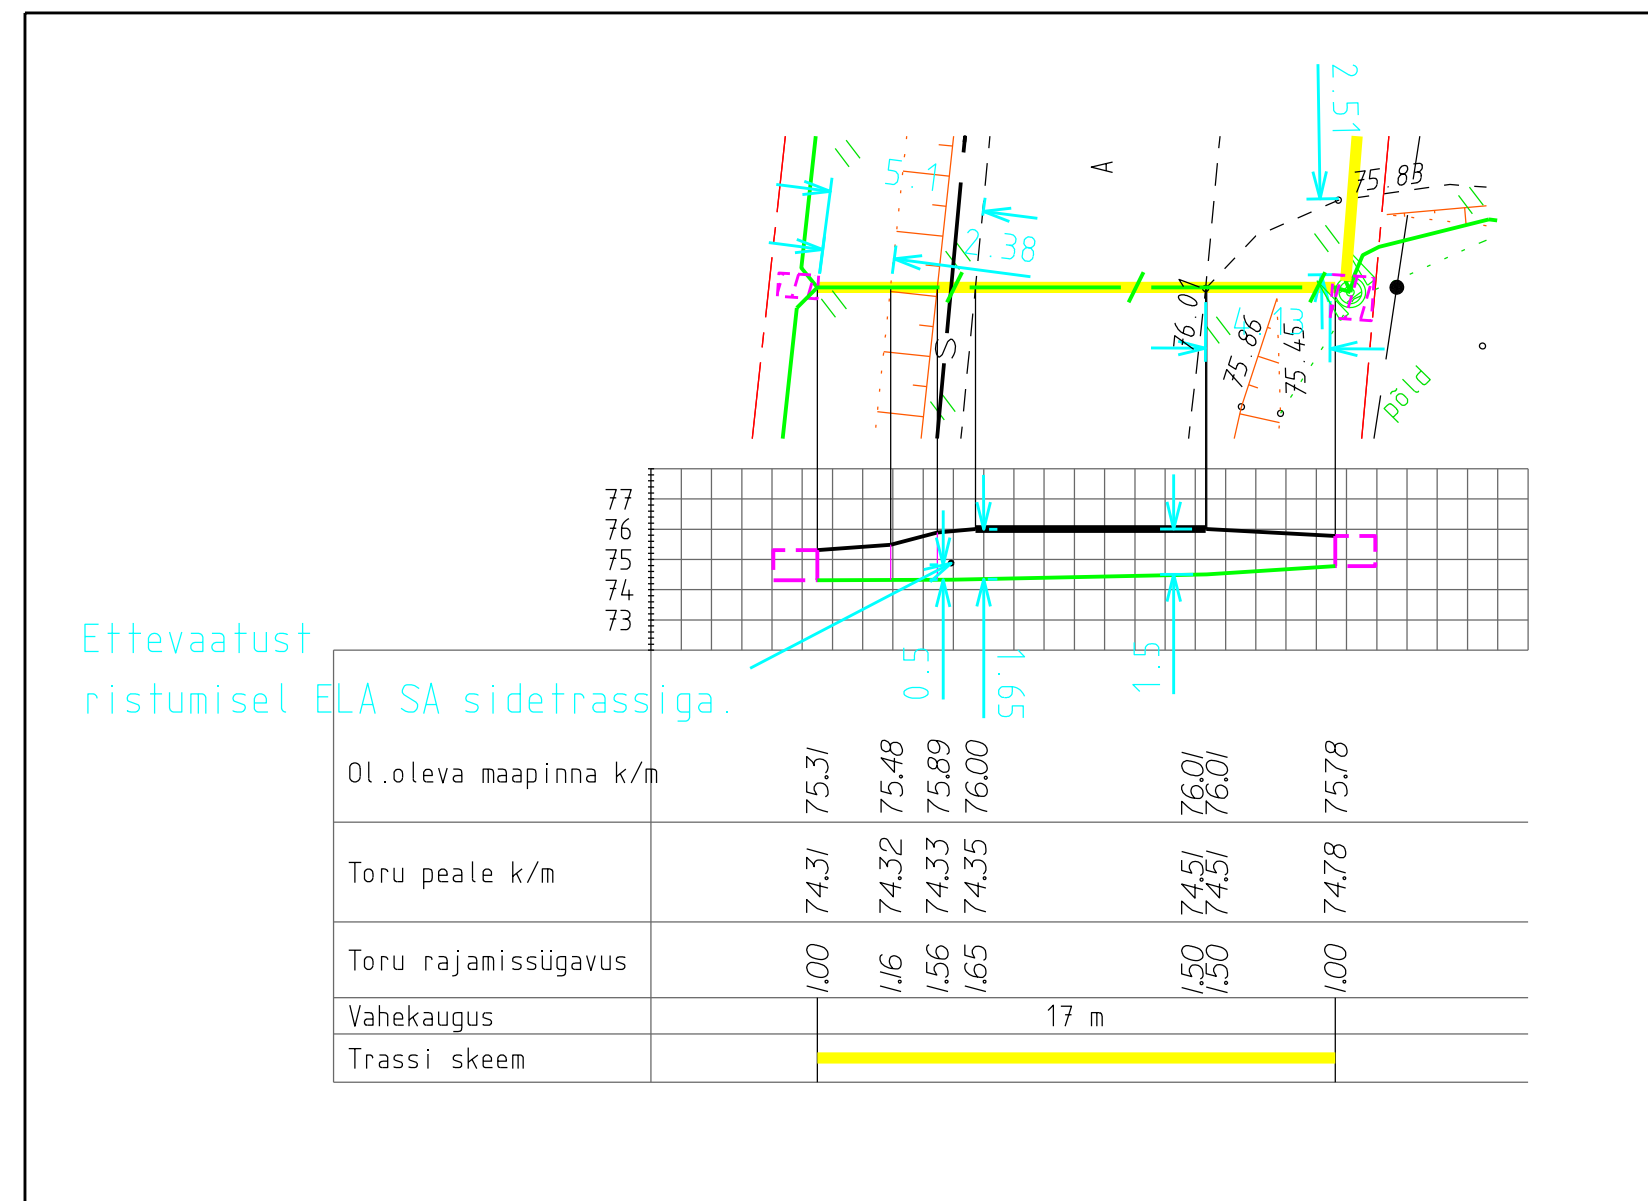 2.51
A
5.1
75.83
2.38
76.01
4.13
75.86
75.45
S
põld
77
76
75
74
73
Ettevaatust
ristumisel ELA SA sidetrassiga.
0.5
1.65
1.5
Ol.oleva maapinna k/m 75.31 75.48 75.89 76.00 76.01 76.01 75.78
Toru peale k/m 74.31 74.32 74.33 74.35 74.51 74.51 74.78
Toru rajamissügavus 1.00 1.16 1.56 1.65 1.50 1.50 1.00
Vahekaugus 17 m
Trassi skeem